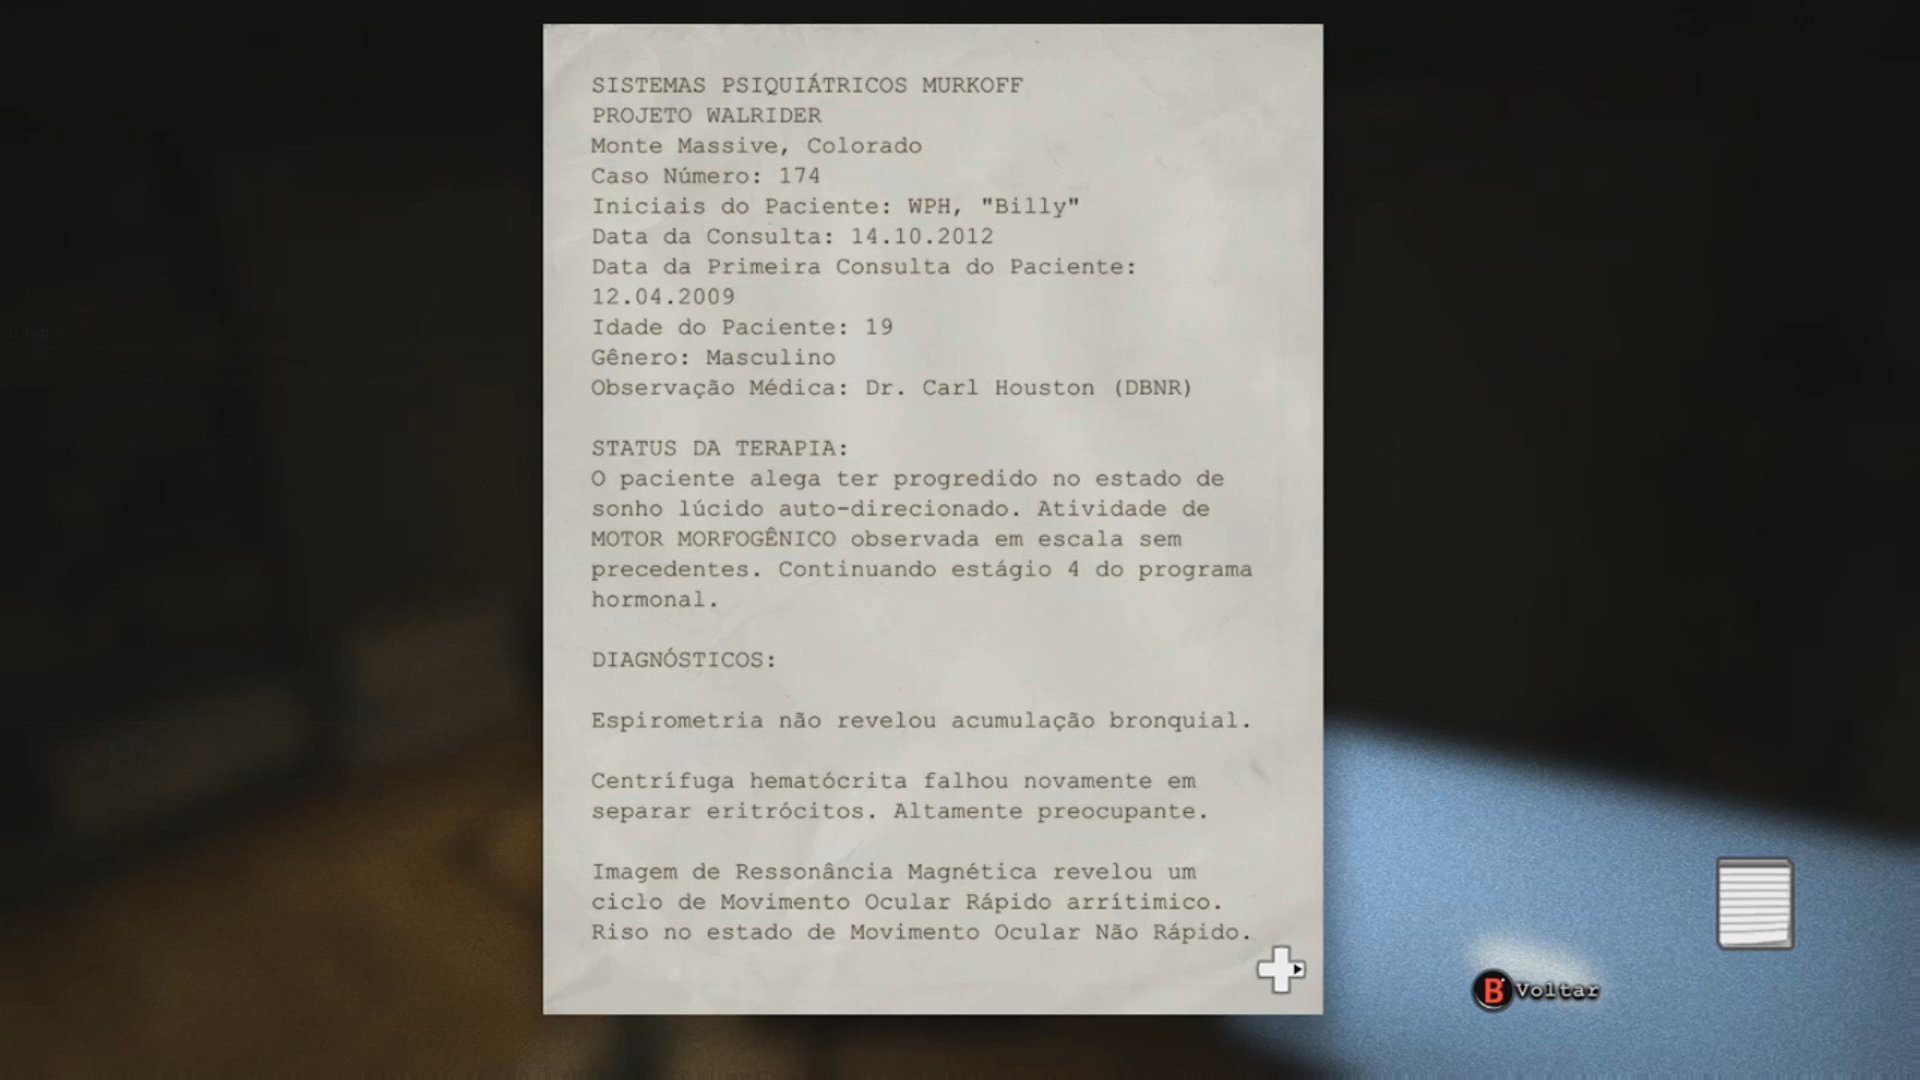 SISTEMAS PSIQUIÁTRICOS MURKOFF
PROJETO WALRIDER
Monte Massive, Colorado
Caso Número: 174
Iniciais do Paciente: WPH, "Billy"
Data da Consulta: 14.10.2012
Data da Primeira Consulta do Paciente:
12.04.2009
Idade do Paciente: 19
Gênero: Masculino
Observação Médica: Dr. Carl Houston (DBNR)
STATUS DA TERAPIA:
O paciente alega ter progredido no estado de
sonho lúcido auto-direcionado. Atividade de
MOTOR MORFOGÊNICO observada em escala sem
precedentes. Continuando estágio 4 do programa
hormonal.
DIAGNÓSTICOS:
Espirometria não revelou acumulação bronquial.
Centrífuga hematócrita falhou novamente em
separar eritrócitos. Altamente preocupante.
Imagem de Ressonância Magnética revelou um
ciclo de Movimento Ocular Rápido arrítimico.
Riso no estado de Movimento Ocular Não Rápido.
B Voltar